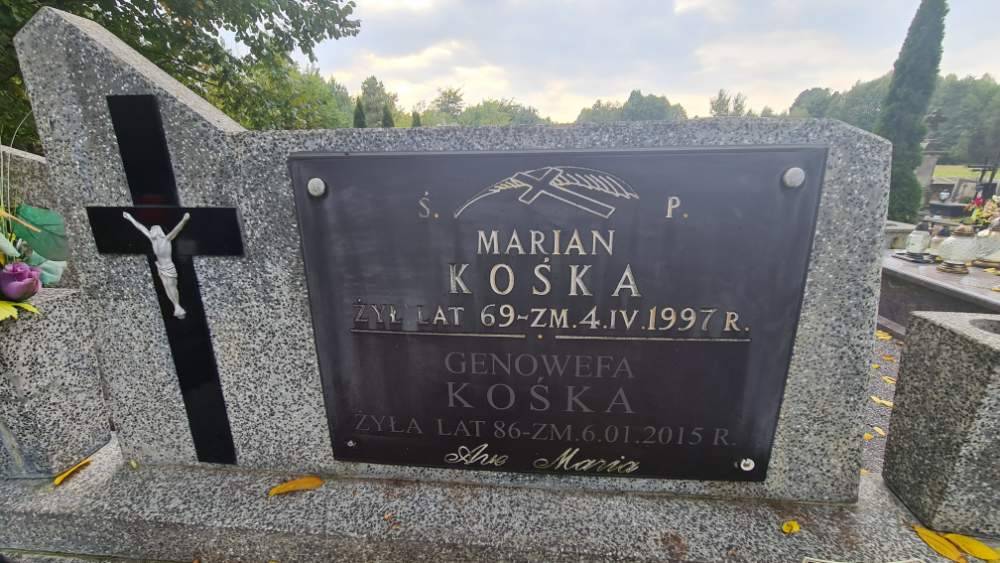 Ś. P.
MARIAN
KOŚKA
ŻYŁ LAT 69-ZM.4.IV.1997 R.
GENOWEFA
KOŚKA
ŻYŁA LAT 86-ZM.6.01.2015 R.
Ave Maria